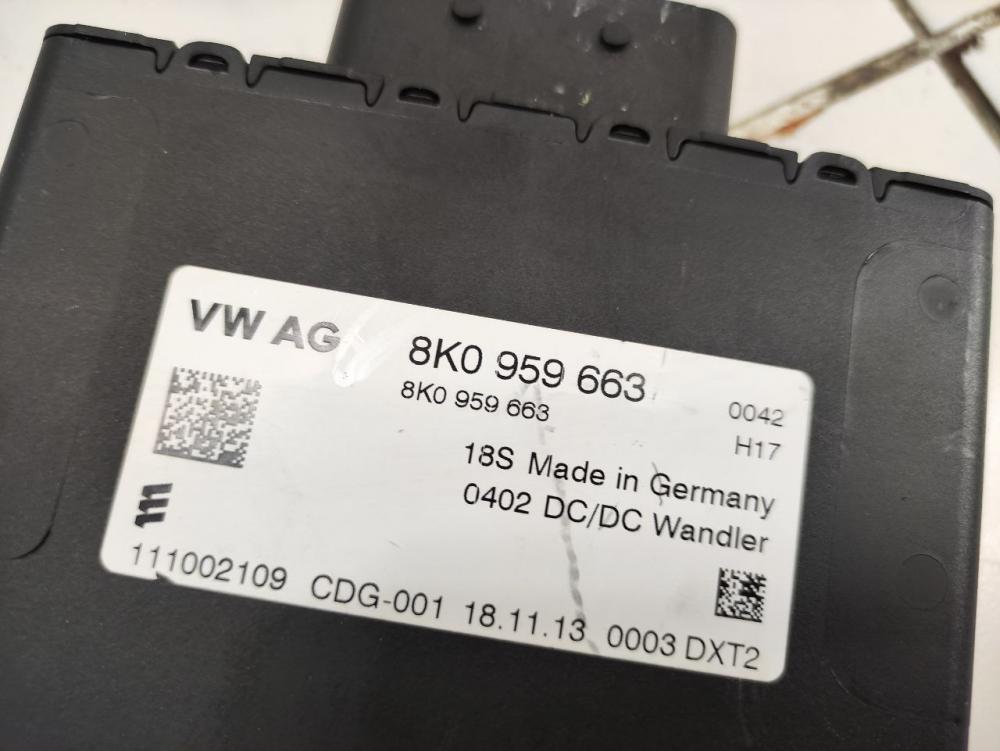 VW AG
8K0 959 663
8K0 959 663
0042
H17
18S Made in Germany
0402 DC/DC Wandler
111002109 CDG-001 18.11.13 0003 DXT2